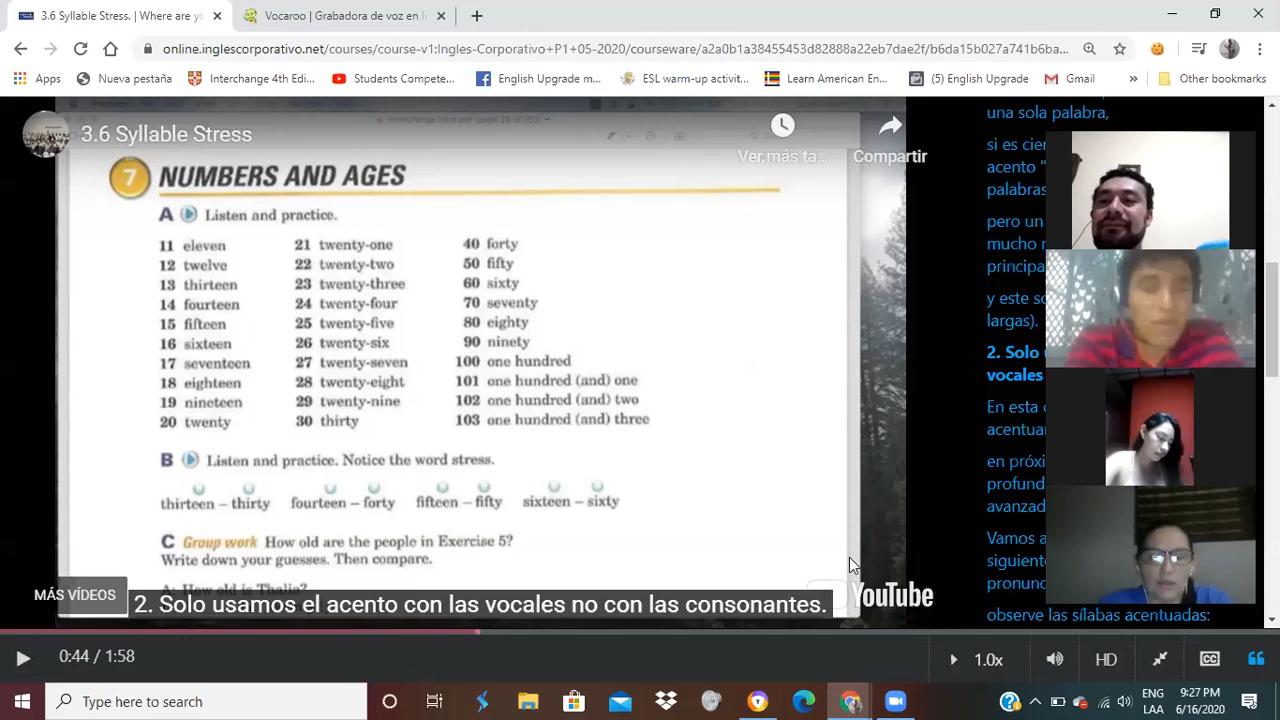 3.6 Syllable Stress. | Where are yo
Vocaroo | Grabadora de voz en l
online.inglescorporativo.net/courses/course-v1:Ingles-Corporativo+P1+05-2020/courseware/a2a0b1a38455453d82888a22eb7dae2f/b6da15b027a741b6ba...
Apps
Nueva pestaña
Interchange 4th Edi...
Students Compete...
English Upgrade m...
ESL warm-up activit...
Learn American En...
(5) English Upgrade
Gmail
»
Other bookmarks
3.6 Syllable Stress
Ver más ta...
Compartir
7 NUMBERS AND AGES
A Listen and practice.
11 eleven 21 twenty-one 40 forty
12 twelve 22 twenty-two 50 fifty
13 thirteen 23 twenty-three 60 sixty
14 fourteen 24 twenty-four 70 seventy
15 fifteen 25 twenty-five 80 eighty
16 sixteen 26 twenty-six 90 ninety
17 seventeen 27 twenty-seven 100 one hundred
18 eighteen 28 twenty-eight 101 one hundred (and) one
19 nineteen 29 twenty-nine 102 one hundred (and) two
20 twenty 30 thirty 103 one hundred (and) three
B Listen and practice. Notice the word stress.
thirteen – thirty fourteen – forty fifteen – fifty sixteen – sixty
C Group work How old are the people in Exercise 5?
Write down your guesses. Then compare.
A: How old is Thalia?
MÁS VÍDEOS
2. Solo usamos el acento con las vocales no con las consonantes.
YouTube
0:44 / 1:58
1.0x
HD
CC
una sola palabra,
si es cier
acento "
palabras
pero un
mucho m
principa
y este so
largas).
2. Solo u
vocales
En esta o
acentuar
en próxi
profund
avanzad
Vamos a
siguiente
pronunc
observe las sílabas acentuadas:
Type here to search
ENG
LAA
9:27 PM
6/16/2020